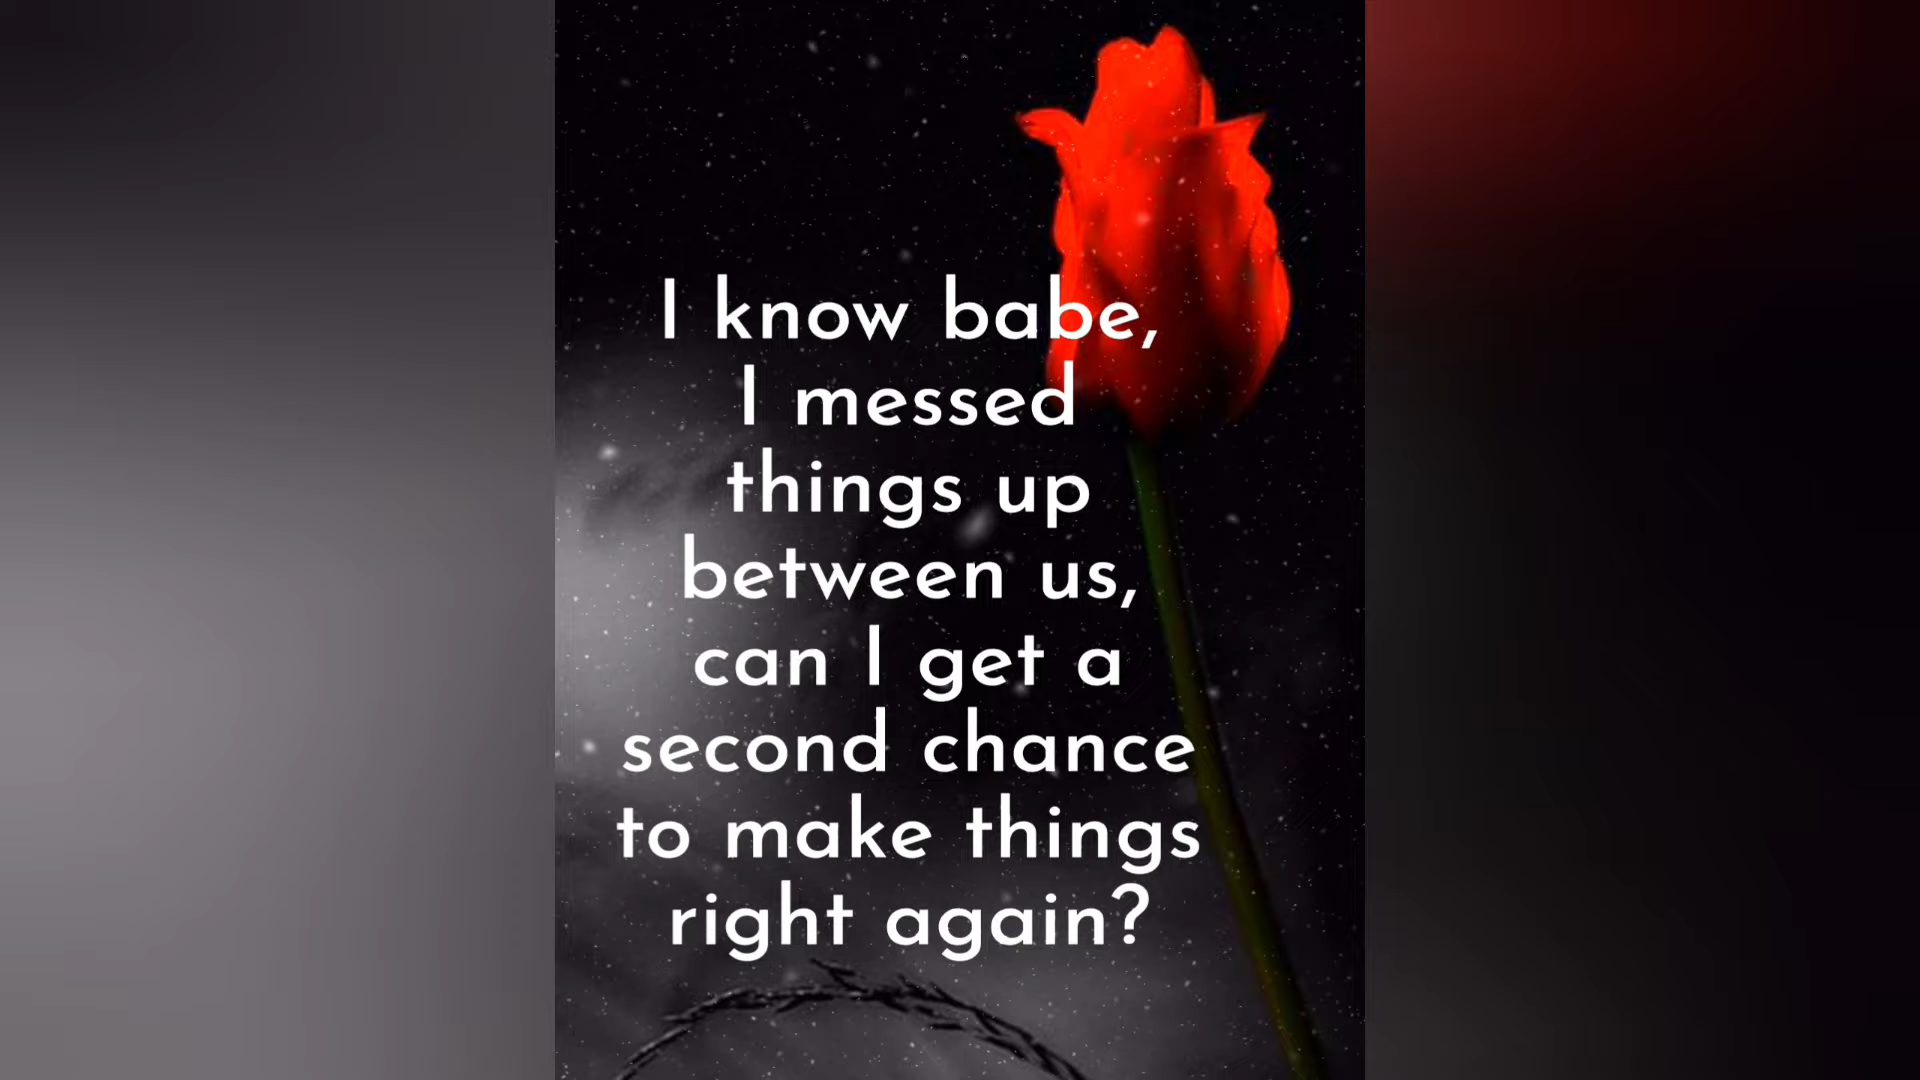 I know babe,
I messed
things up
between us,
can I get a
second chance
to make things
right again?